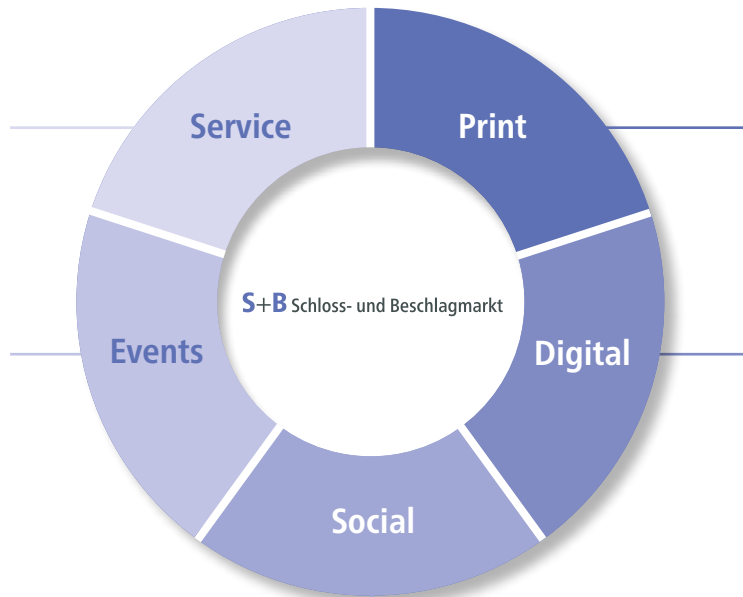 Service
Print
S+B Schloss- und Beschlagmarkt
Events
Digital
Social